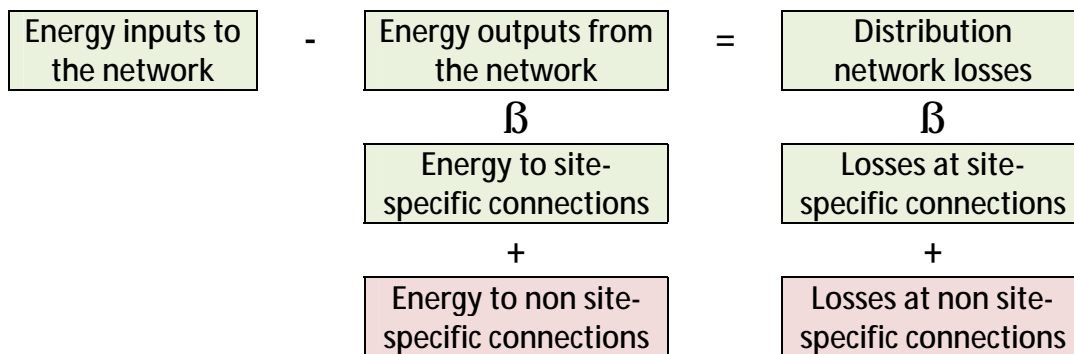 Energy inputs to
the network
-
Energy outputs from
the network
=
Distribution
network losses
ß
ß
Energy to site-
specific connections
Losses at site-
specific connections
+
+
Energy to non site-
specific connections
Losses at non site-
specific connections